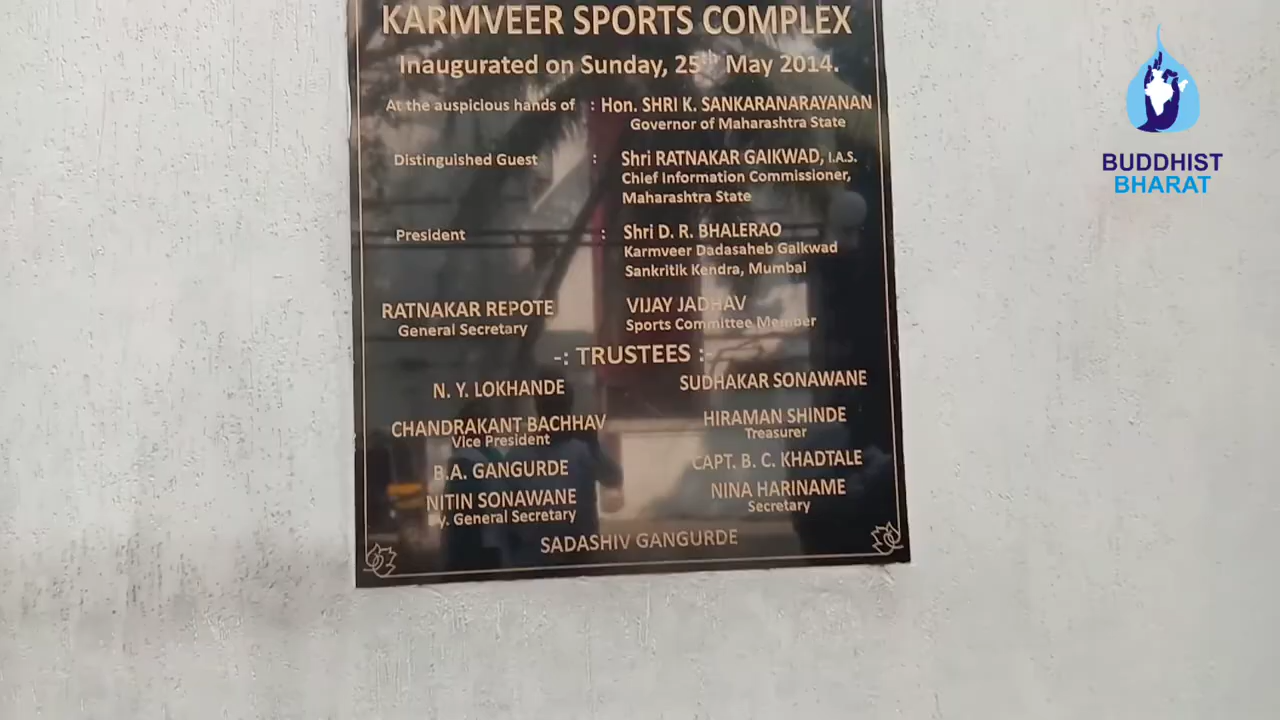 KARMVEER SPORTS COMPLEX
Inaugurated on Sunday, 25th May 2014.
At the auspicious hands of : Hon. SHRI K. SANKARANARAYANAN
Governor of Maharashtra State
Distinguished Guest : Shri RATNAKAR GAIKWAD, I.A.S.
Chief Information Commissioner,
Maharashtra State
President : Shri D. R. BHALERAO
Karmveer Dadasaheb Gaikwad
Sankritik Kendra, Mumbai
RATNAKAR REPOTE VIJAY JADHAV
General Secretary Sports Committee Member
-: TRUSTEES :-
N. Y. LOKHANDE SUDHAKAR SONAWANE
CHANDRAKANT BACHHAV HIRAMAN SHINDE
Vice President Treasurer
B.A. GANGURDE CAPT. B. C. KHADTALE
NITIN SONAWANE NINA HARINAME
y. General Secretary Secretary
SADASHIV GANGURDE
BUDDHIST
BHARAT